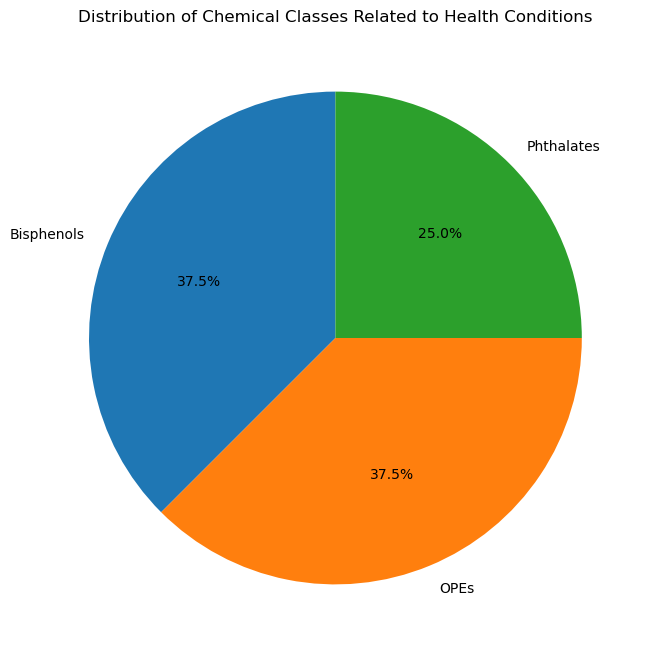 Distribution of Chemical Classes Related to Health Conditions
Phthalates
25.0%
Bisphenols
37.5%
37.5%
OPEs